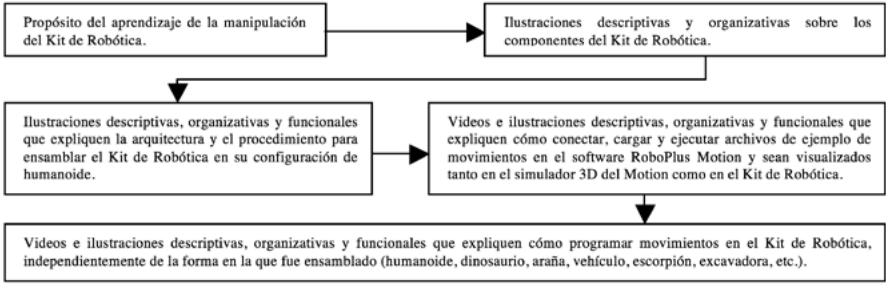 Propósito del aprendizaje de la manipulación
del Kit de Robótica.
Ilustraciones descriptivas y organizativas sobre los
componentes del Kit de Robótica.
Ilustraciones descriptivas, organizativas y funcionales
que expliquen la arquitectura y el procedimiento para
ensamblar el Kit de Robótica en su configuración de
humanoide.
Videos e ilustraciones descriptivas, organizativas y funcionales que
expliquen cómo conectar, cargar y ejecutar archivos de ejemplo de
movimientos en el software RoboPlus Motion y sean visualizados
tanto en el simulador 3D del Motion como en el Kit de Robótica.
Videos e ilustraciones descriptivas, organizativas y funcionales que expliquen cómo programar movimientos en el Kit de Robótica,
independientemente de la forma en la que fue ensamblado (humanoide, dinosaurio, araña, vehículo, escorpión, excavadora, etc.).